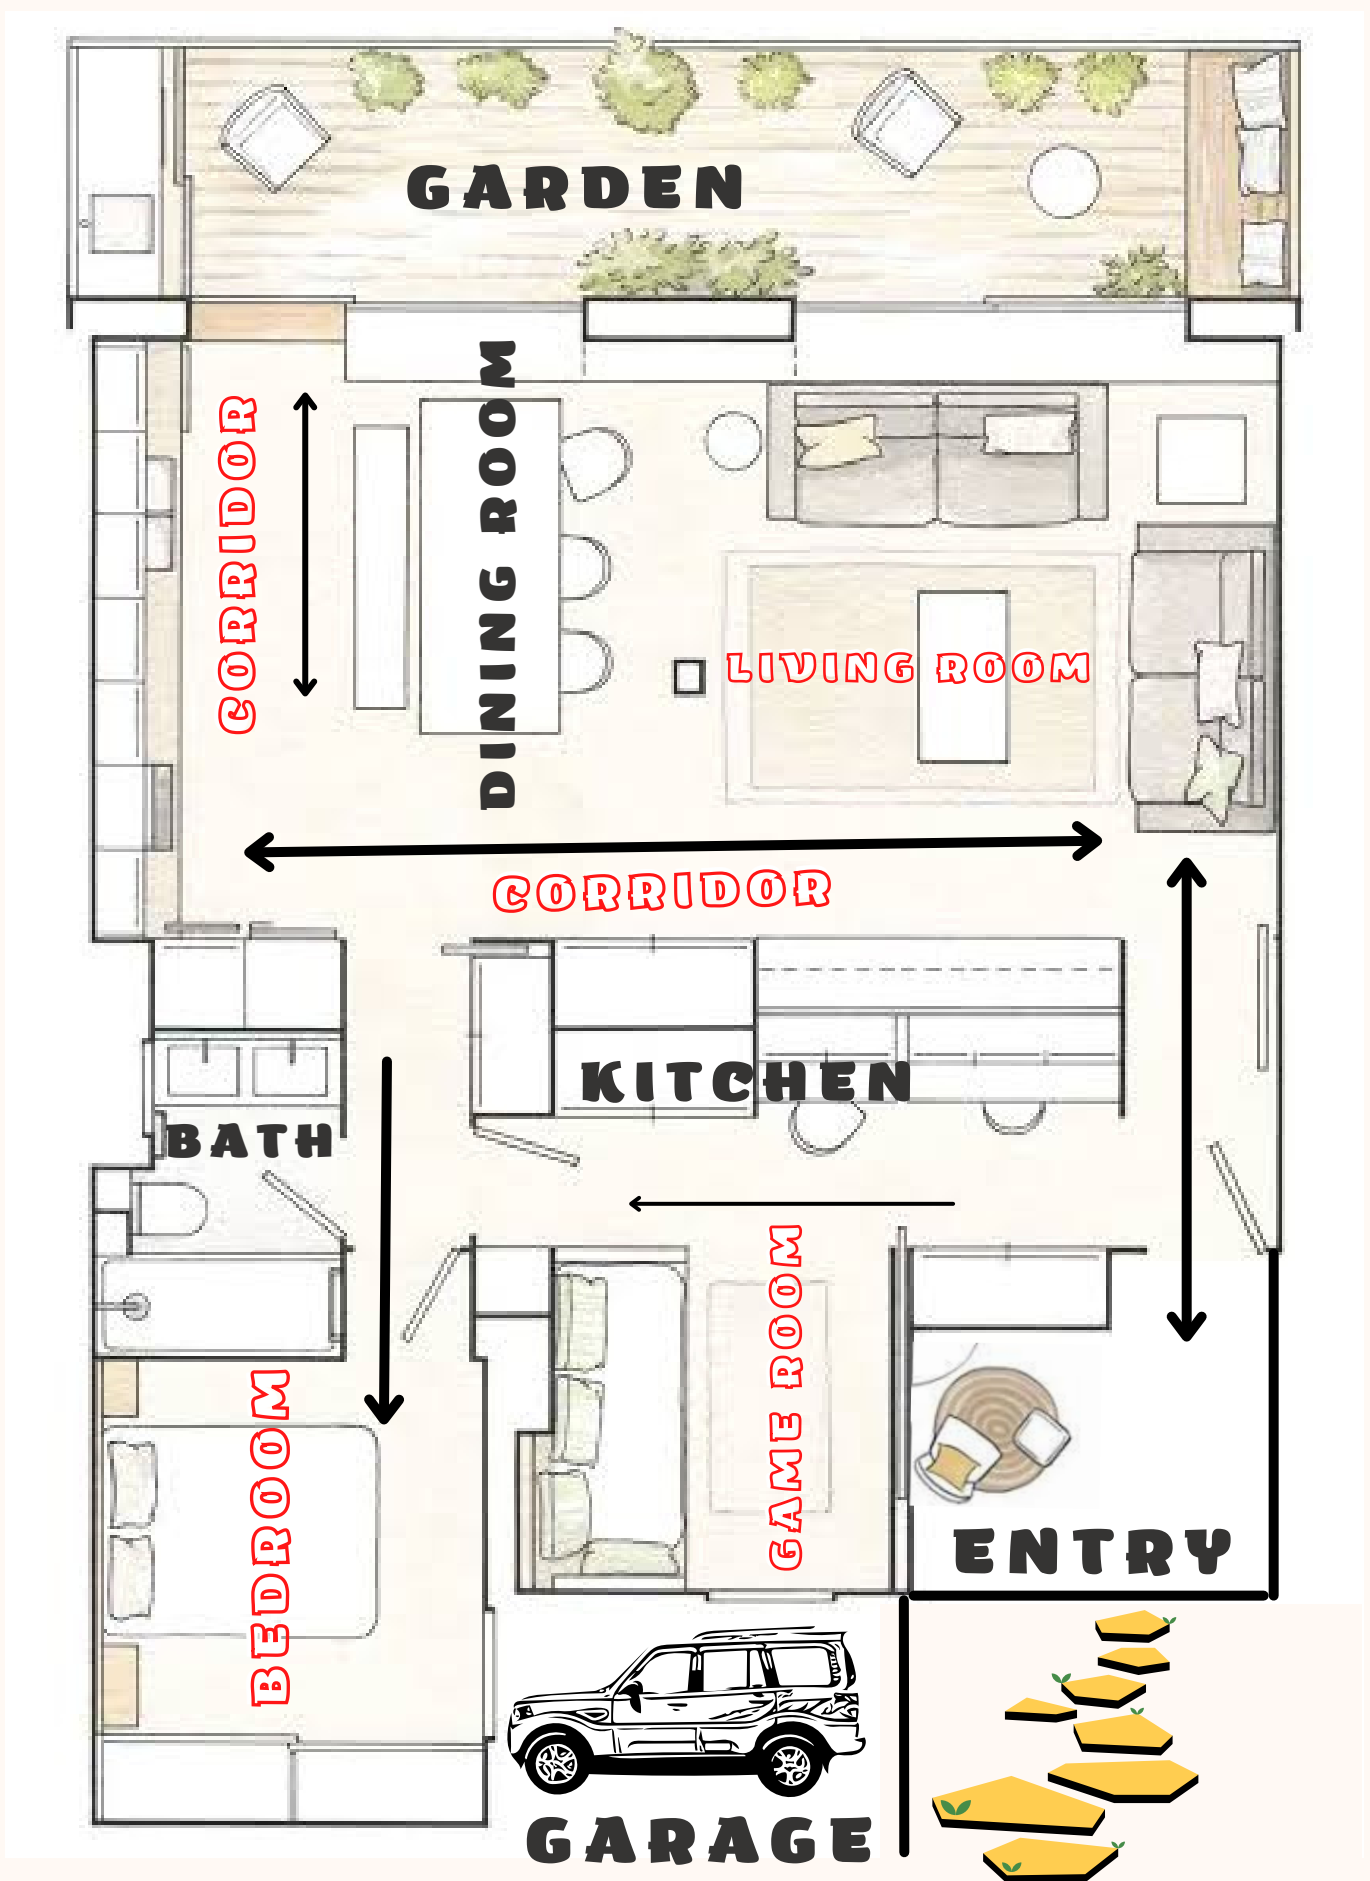 GARDEN
CORRIDOR
DINING ROOM
LIVING ROOM
CORRIDOR
KITCHEN
BATH
GAME ROOM
BEDROOM
ENTRY
GARAGE